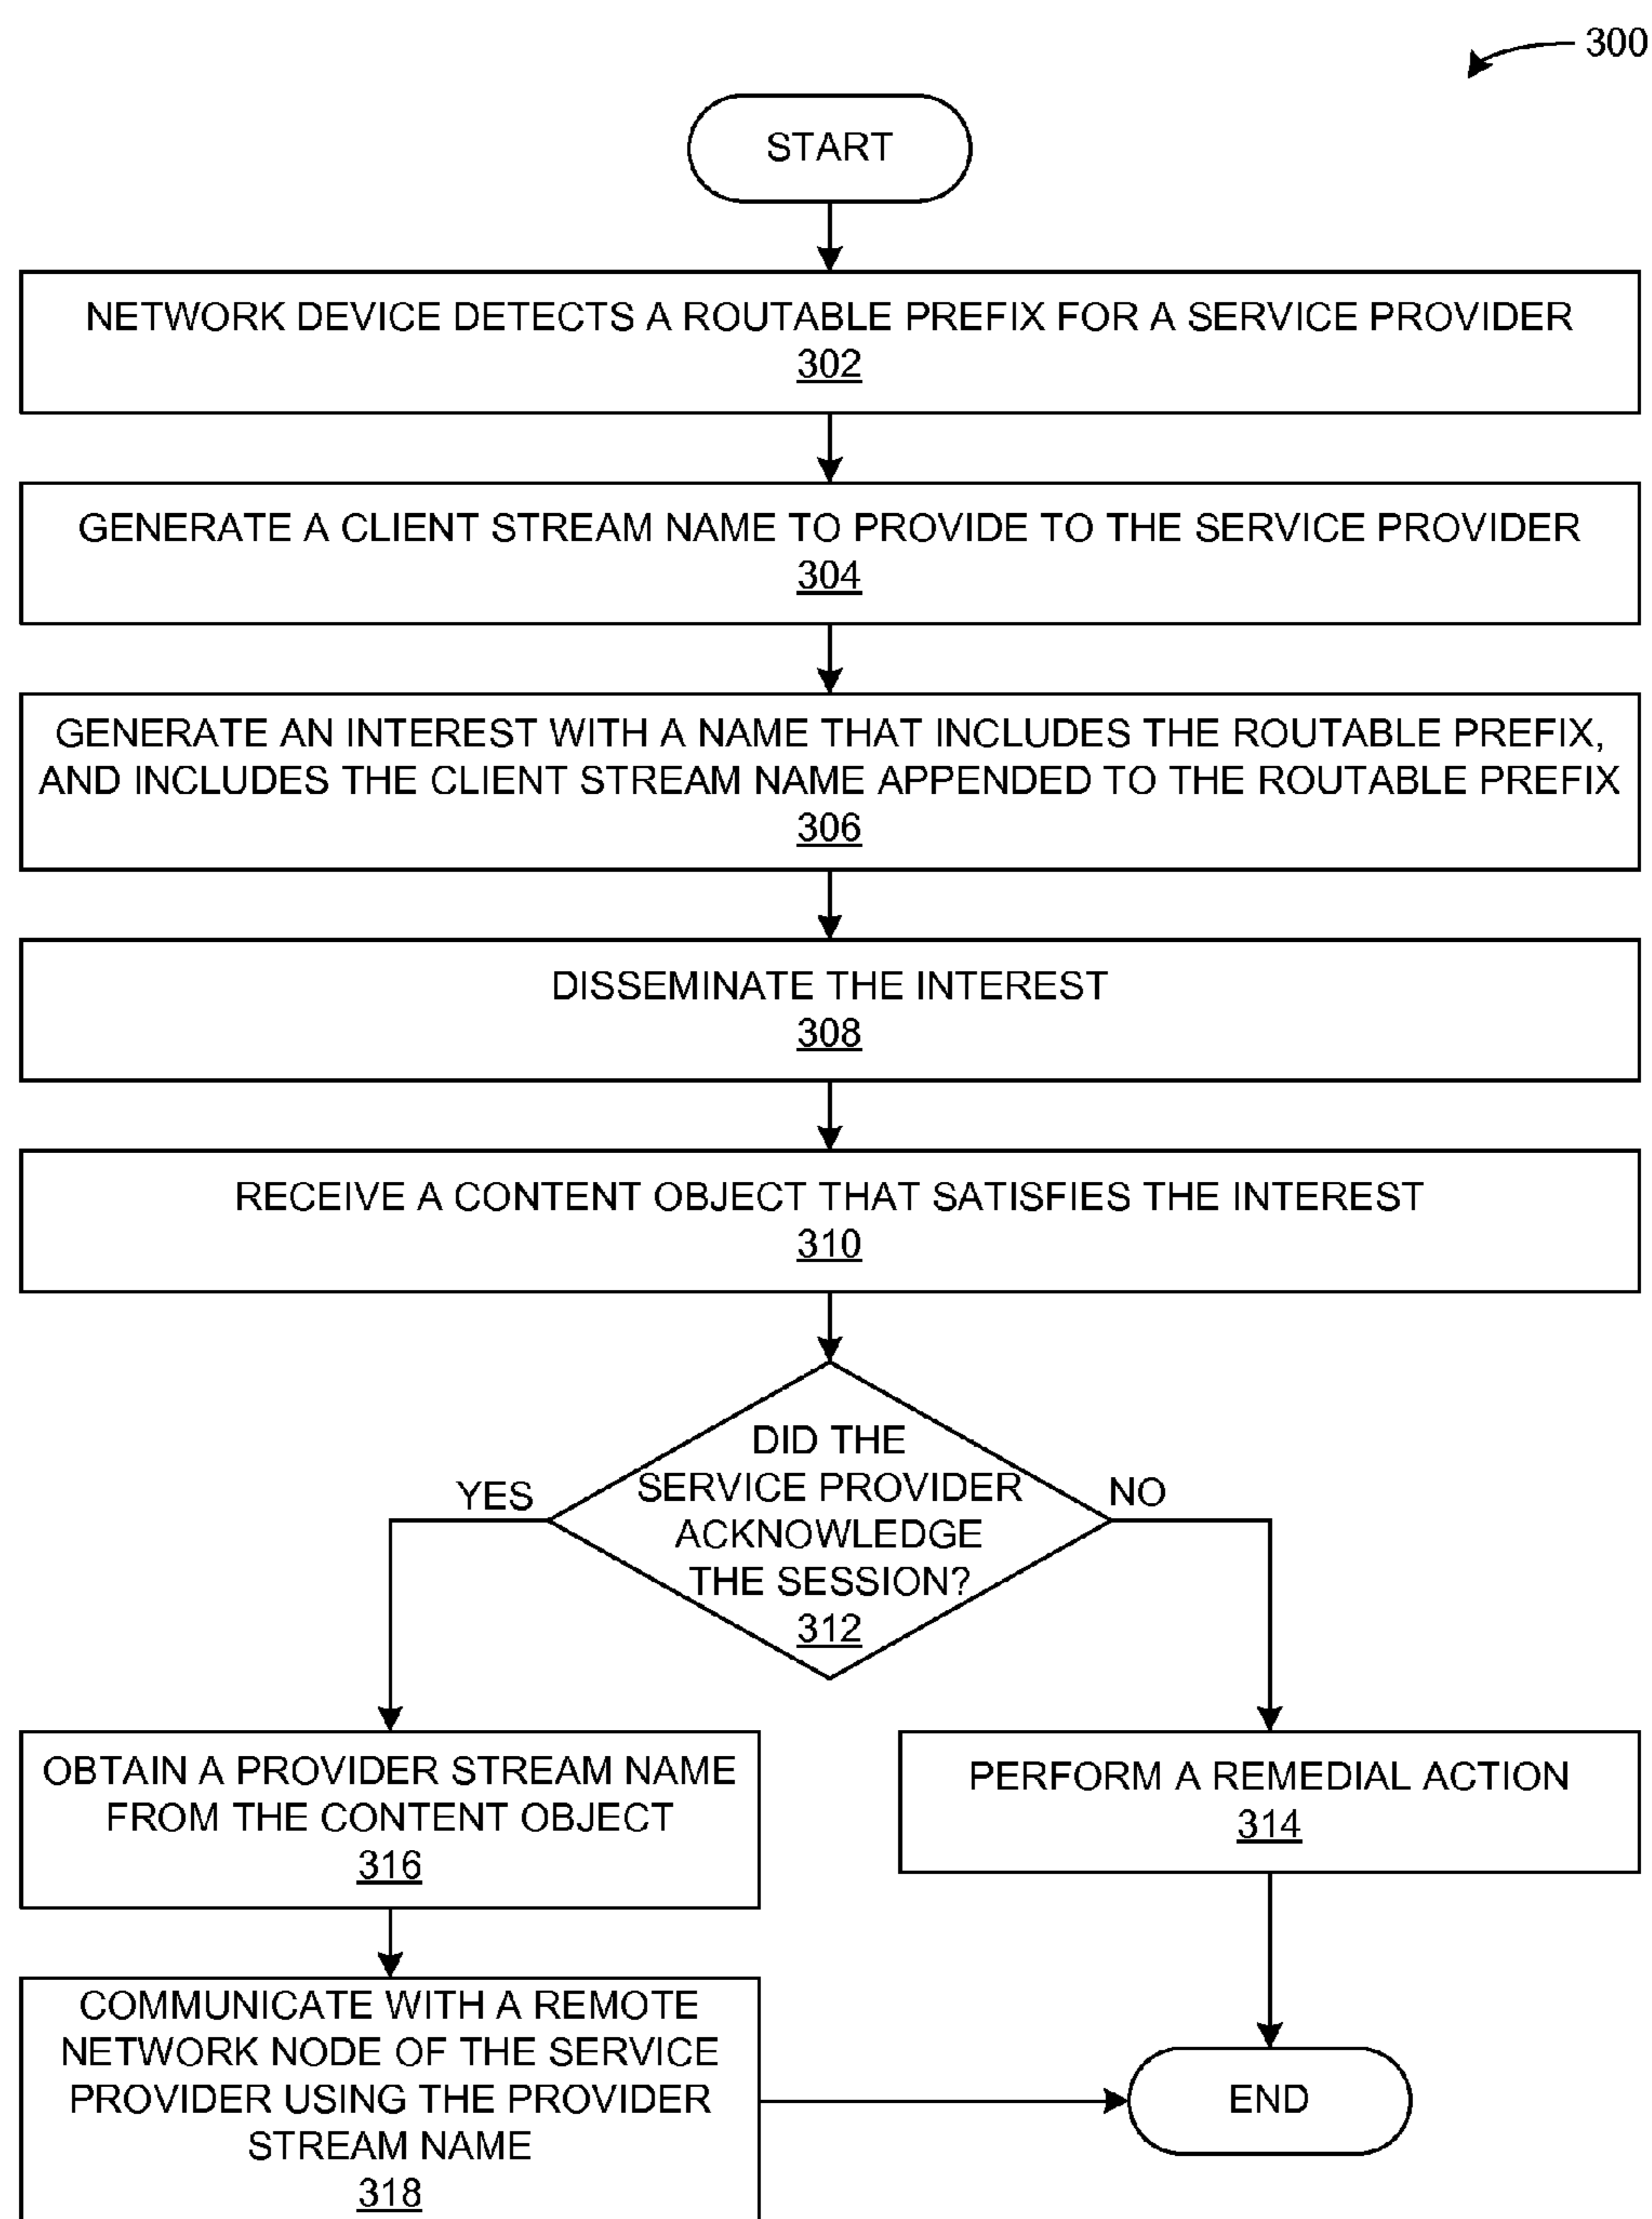 300
START
NETWORK DEVICE DETECTS A ROUTABLE PREFIX FOR A SERVICE PROVIDER
302
GENERATE A CLIENT STREAM NAME TO PROVIDE TO THE SERVICE PROVIDER
304
GENERATE AN INTEREST WITH A NAME THAT INCLUDES THE ROUTABLE PREFIX,
AND INCLUDES THE CLIENT STREAM NAME APPENDED TO THE ROUTABLE PREFIX
306
DISSEMINATE THE INTEREST
308
RECEIVE A CONTENT OBJECT THAT SATISFIES THE INTEREST
310
DID THE
SERVICE PROVIDER
ACKNOWLEDGE
THE SESSION?
312
YES
NO
OBTAIN A PROVIDER STREAM NAME
FROM THE CONTENT OBJECT
316
PERFORM A REMEDIAL ACTION
314
COMMUNICATE WITH A REMOTE
NETWORK NODE OF THE SERVICE
PROVIDER USING THE PROVIDER
STREAM NAME
318
END